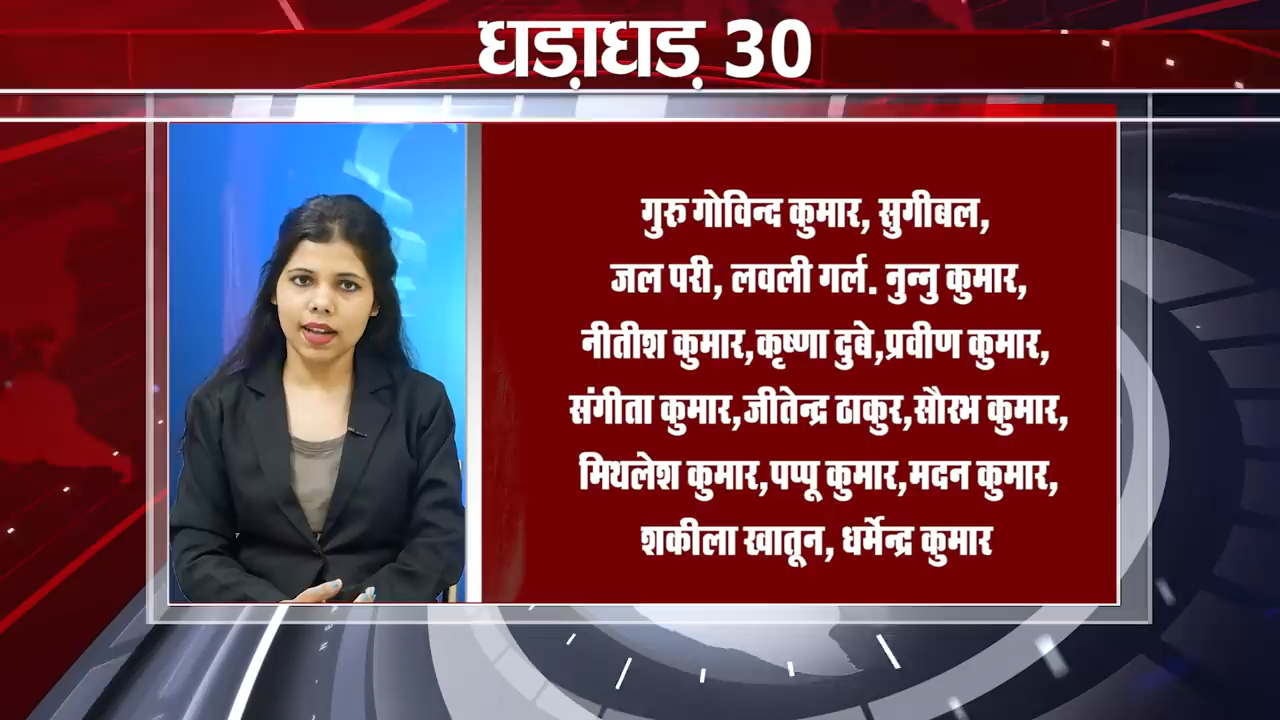 धड़ाधड़ 30
गुरु गोविन्द कुमार, सुगीबल,
जल परी, लवली गर्ल. नुन्नु कुमार,
नीतीश कुमार,कृष्णा दुबे,प्रवीण कुमार,
संगीता कुमार,जीतेन्द्र ठाकुर,सौरभ कुमार,
मिथलेश कुमार,पप्पू कुमार,मदन कुमार,
शकीला खातून, धर्मेन्द्र कुमार